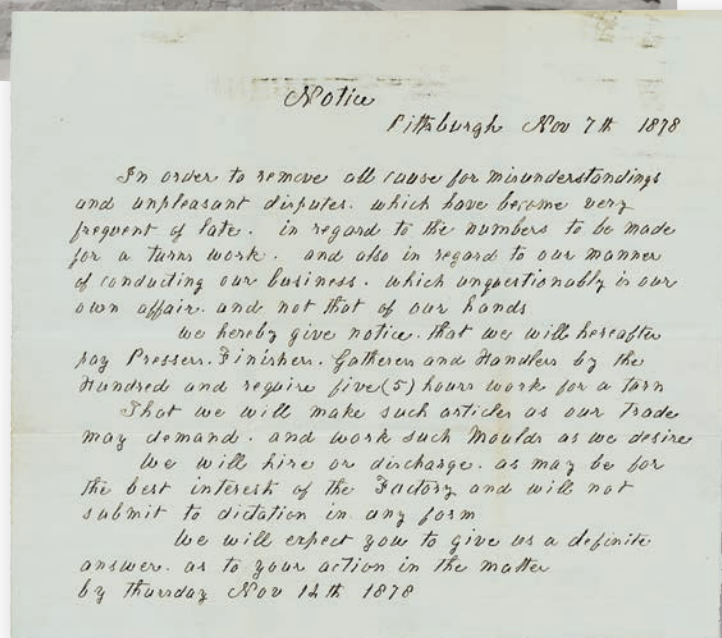 Notice
Pittsburgh Nov 7th 1878
In order to remove all cause for misunderstandings
and unpleasant disputes. which have become very
frequent of late. in regard to the numbers to be made
for a turns work. and also in regard to our manner
of conducting our business. which unquestionably is our
own affair. and not that of our hands
we hereby give notice. that we will hereafter
pay Pressers. Finishers. Gatherers and Handlers by the
Hundred and require five (5) hours work for a turn
That we will make such articles as our Trade
may demand. and work such Moulds as we desire
We will hire or discharge. as may be for
the best interest of the Factory and will not
submit to dictation in any form
We will expect you to give us a definite
answer. as to your action in the matter
by Thursday Nov 14th 1878